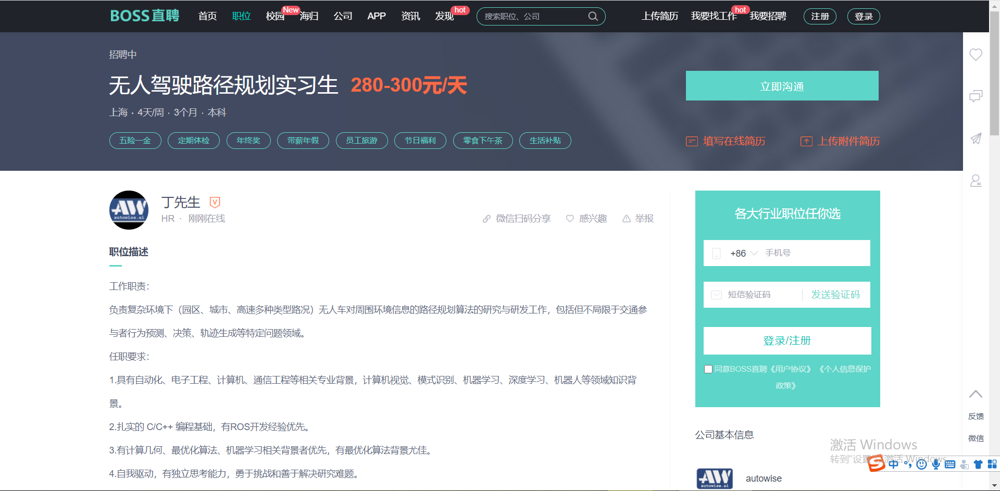 BOSS直聘 首页 职位 校园 New 海归 公司 APP 资讯 发现 hot 搜索职位、公司 上传简历 我要找工作 hot 我要招聘 注册 登录
招聘中
无人驾驶路径规划实习生 280-300元/天
立即沟通
上海 · 4天/周 · 3个月 · 本科
五险一金 定期体检 年终奖 带薪年假 员工旅游 节日福利 零食下午茶 生活补贴
填写在线简历 上传附件简历
AW
autowise.ai
丁先生 V
HR · 刚刚在线
微信扫码分享 感兴趣 举报
职位描述
工作职责：
负责复杂环境下（园区、城市、高速多种类型路况）无人车对周围环境信息的路径规划算法的研究与研发工作，包括但不局限于交通参
与者行为预测、决策、轨迹生成等特定问题领域。
任职要求：
1.具有自动化、电子工程、计算机、通信工程等相关专业背景，计算机视觉、模式识别、机器学习、深度学习、机器人等领域知识背
景。
2.扎实的 C/C++ 编程基础，有ROS开发经验优先。
3.有计算几何、最优化算法、机器学习相关背景者优先，有最优化算法背景尤佳。
4.自我驱动，有独立思考能力，勇于挑战和善于解决研究难题。
各大行业职位任你选
+86 手机号
短信验证码 发送验证码
登录/注册
同意BOSS直聘《用户协议》《个人信息保护
政策》
公司基本信息
AW
autowise.ai
autowise
反馈
微信
激活 Windows
转到“设置”以激活 Windows。
中